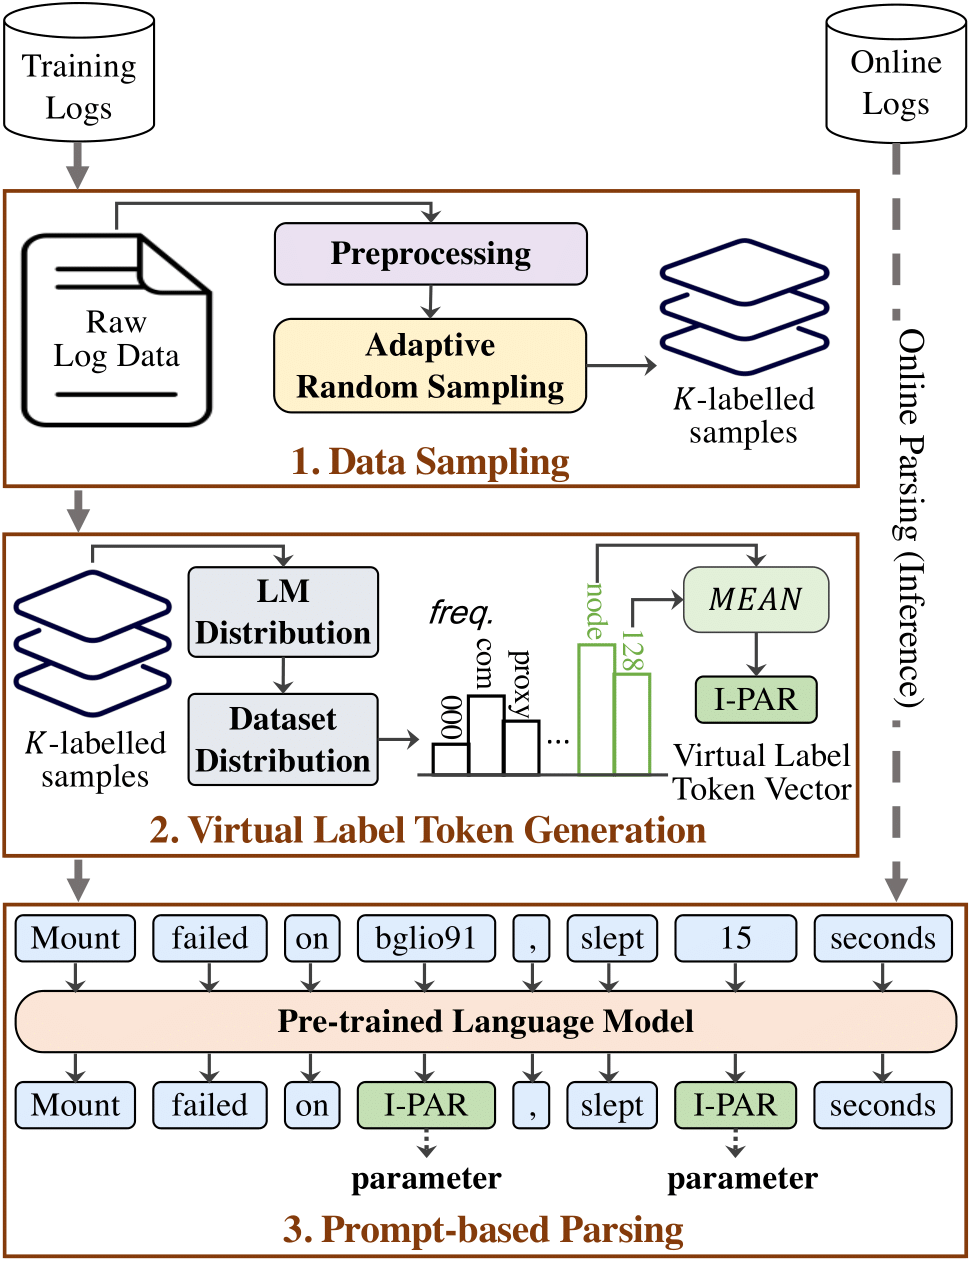 Training
Logs
Online
Logs
Raw
Log Data
Preprocessing
Adaptive
Random Sampling
K-labelled
samples
1. Data Sampling
Online Parsing (Inference)
K-labelled
samples
LM
Distribution
Dataset
Distribution
freq.
000
com
proxy
...
node
128
MEAN
I-PAR
Virtual Label
Token Vector
2. Virtual Label Token Generation
Mount failed on bglio91 , slept 15 seconds
Pre-trained Language Model
Mount failed on I-PAR , slept I-PAR seconds
parameter parameter
3. Prompt-based Parsing